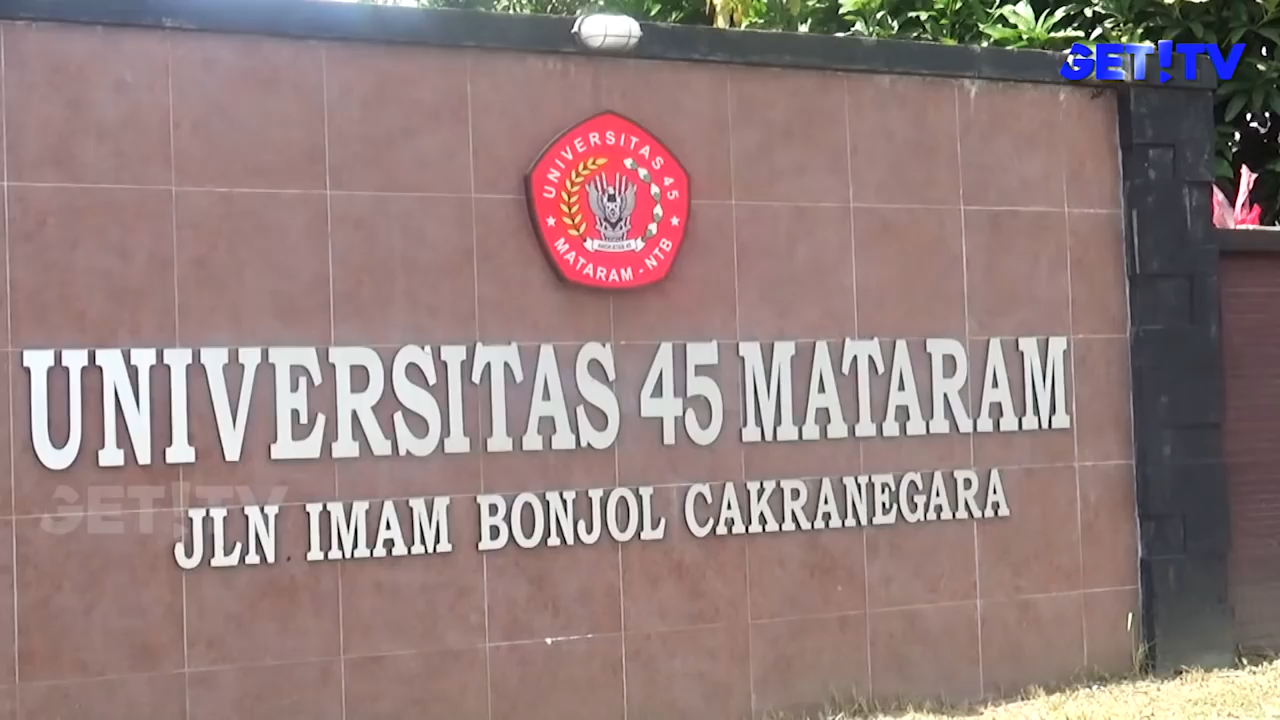 GET!TV
UNIVERSITAS 45
MATARAM - NTB
UNIVERSITAS 45 MATARAM
GET!TV
JLN IMAM BONJOL CAKRANEGARA